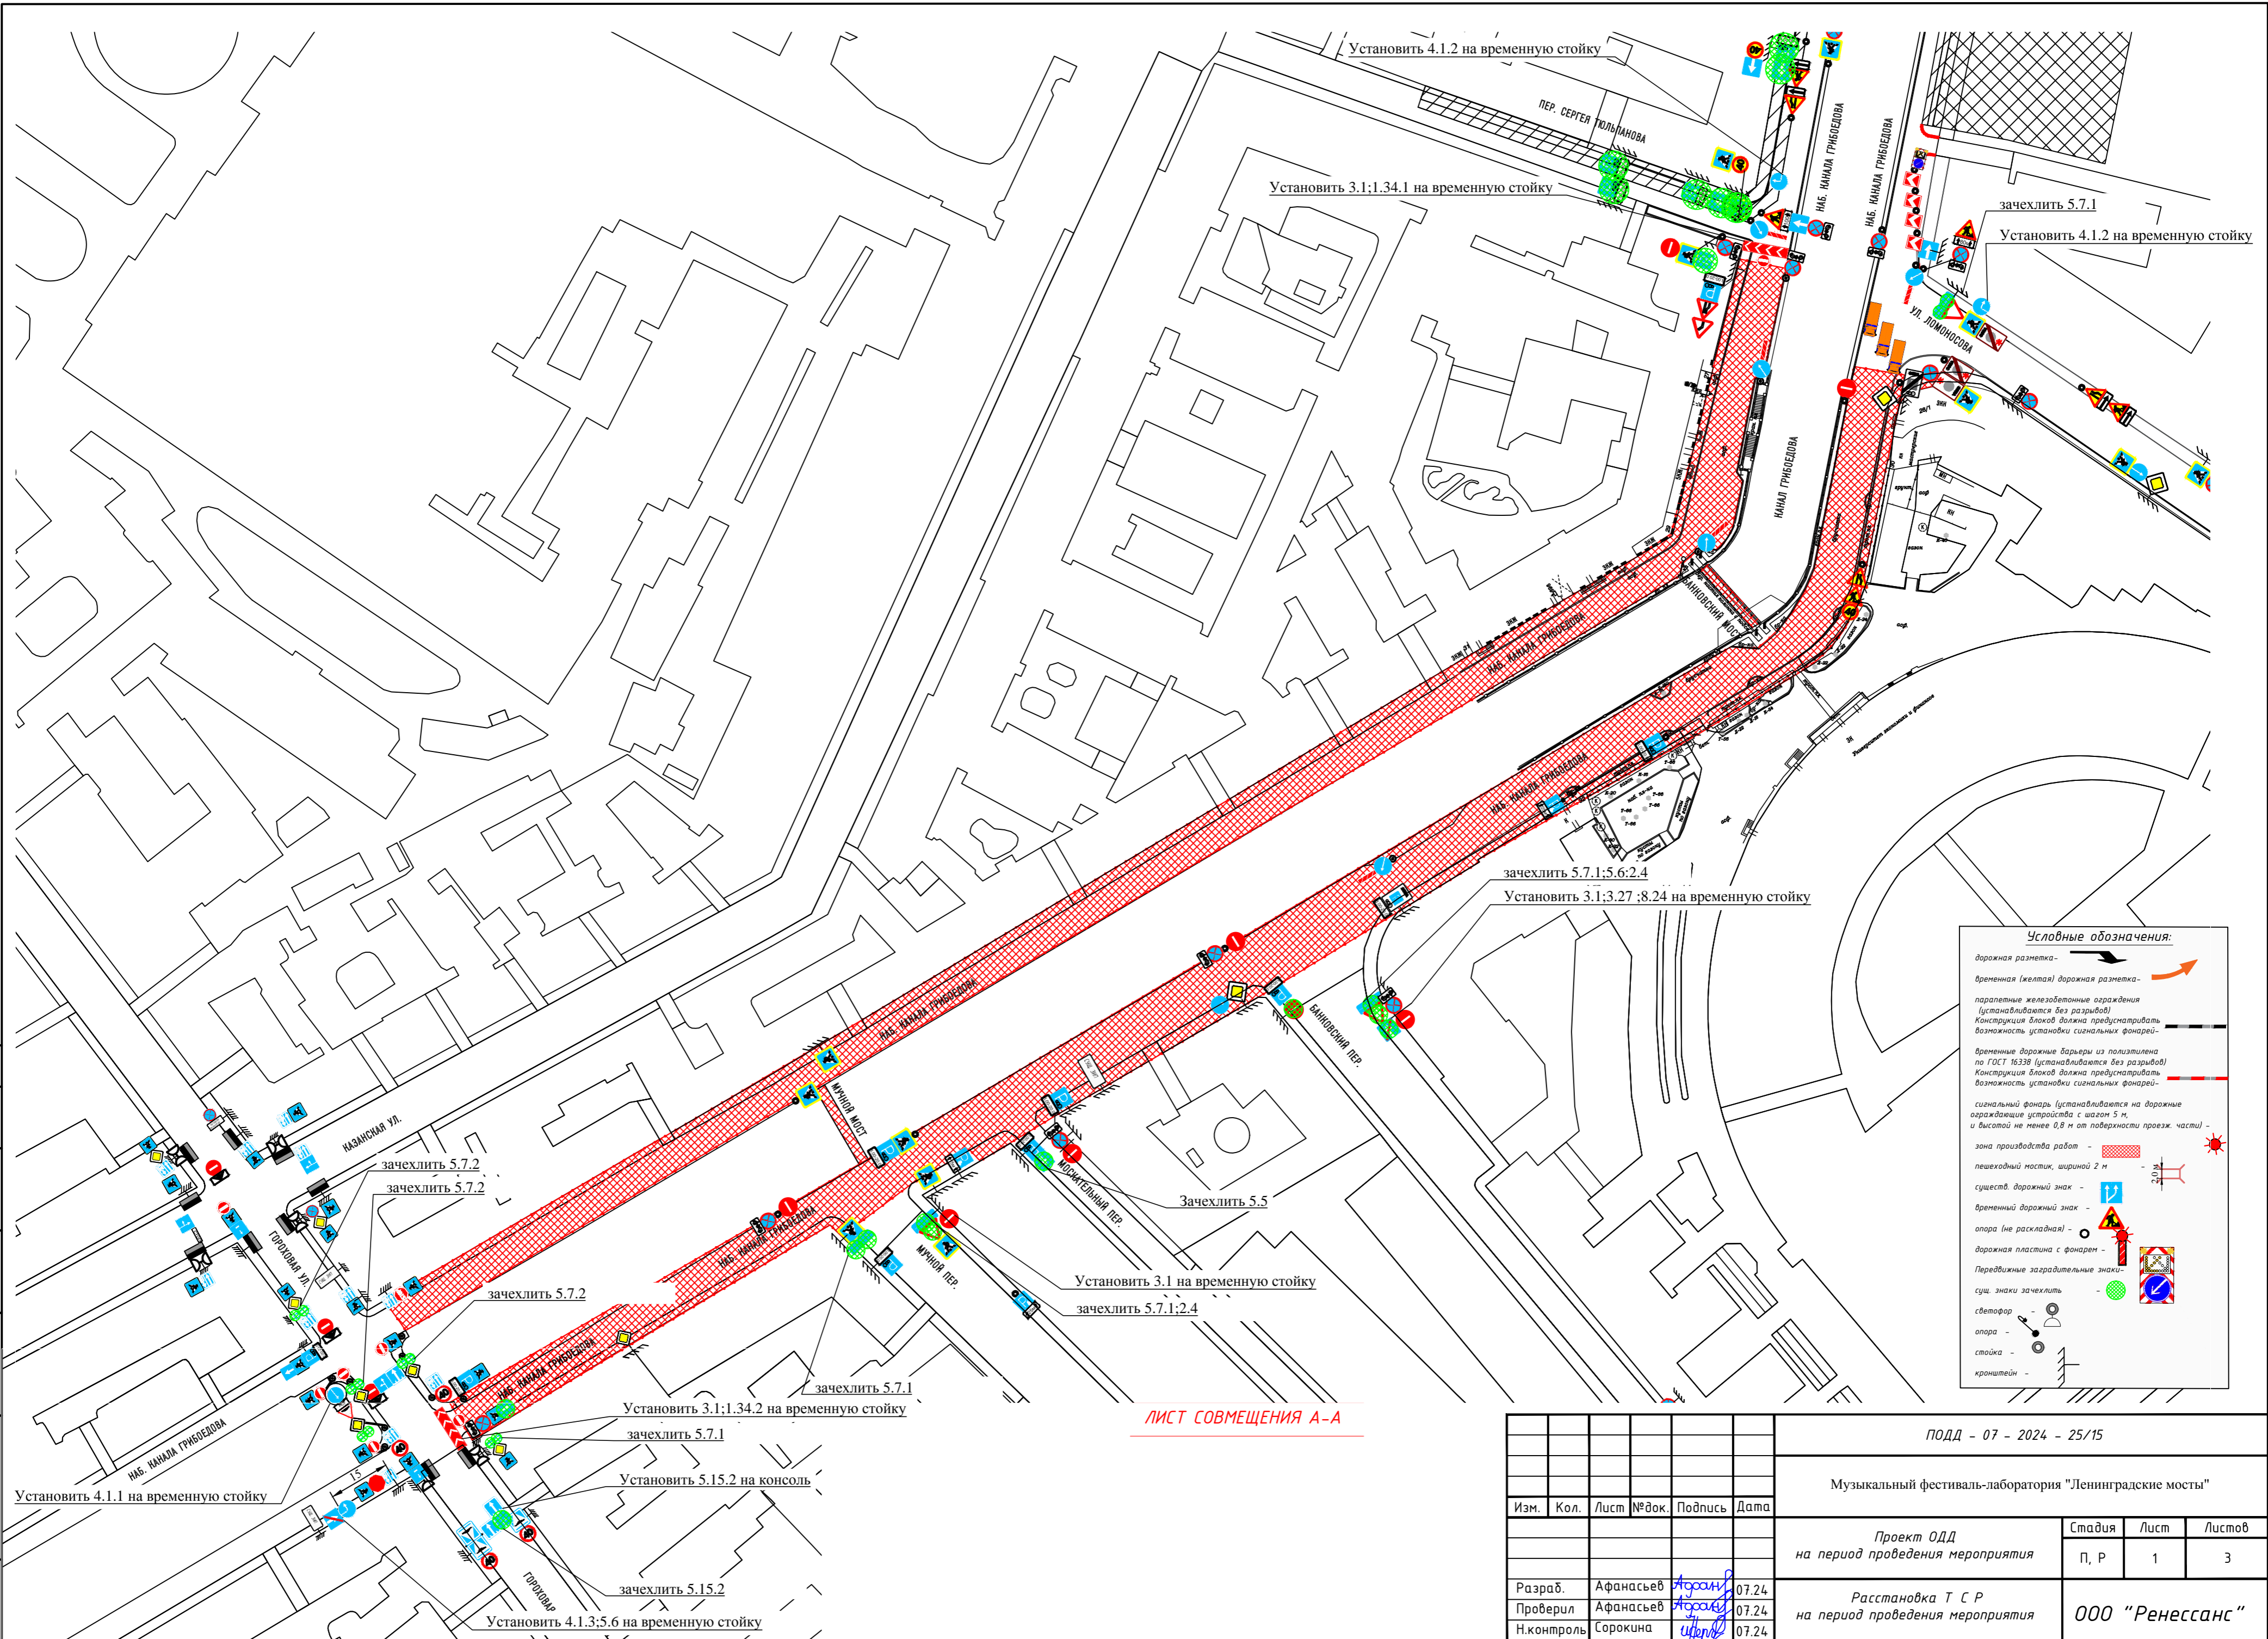 Установить 4.1.2 на временную стойку
ПЕР. СЕРГЕЯ ТЮЛЬПАНОВА
НАБ. КАНАЛА ГРИБОЕДОВА
НАБ. КАНАЛА ГРИБОЕДОВА
Установить 3.1;1.34.1 на временную стойку
зачехлить 5.7.1
Установить 4.1.2 на временную стойку
УЛ. ЛОМОНОСОВА
КАНАЛ ГРИБОЕДОВА
БАНКОВСКИЙ МОСТ
НАБ. КАНАЛА ГРИБОЕДОВА
НАБ. КАНАЛА ГРИБОЕДОВА
Университет экономики и финансов
зачехлить 5.7.1;5.6:2.4
Установить 3.1;3.27 ;8.24 на временную стойку
НАБ. КАНАЛА ГРИБОЕДОВА
БАНКОВСКИЙ ПЕР.
МУЧНОЙ МОСТ
КАЗАНСКАЯ УЛ.
зачехлить 5.7.2
зачехлить 5.7.2
МОСКАТЕЛЬНЫЙ ПЕР.
Зачехлить 5.5
НАБ. КАНАЛА ГРИБОЕДОВА
МУЧНОЙ ПЕР.
ГОРОХОВАЯ УЛ.
Установить 3.1 на временную стойку
зачехлить 5.7.1;2.4
зачехлить 5.7.2
НАБ. КАНАЛА ГРИБОЕДОВА
зачехлить 5.7.1
Установить 3.1;1.34.2 на временную стойку
зачехлить 5.7.1
НАБ. КАНАЛА ГРИБОЕДОВА
15
Установить 5.15.2 на консоль
Установить 4.1.1 на временную стойку
зачехлить 5.15.2
ГОРОХОВАЯ
Установить 4.1.3;5.6 на временную стойку
ЛИСТ СОВМЕЩЕНИЯ А-А
Условные обозначения:
дорожная разметка-
временная (желтая) дорожная разметка-
парапетные железобетонные ограждения
(устанавливаются без разрывов)
Конструкция блоков должна предусматривать
возможность установки сигнальных фонарей-
временные дорожные барьеры из полиэтилена
по ГОСТ 16338 (устанавливаются без разрывов)
Конструкция блоков должна предусматривать
возможность установки сигнальных фонарей-
сигнальный фонарь (устанавливаются на дорожные
ограждающие устройства с шагом 5 м,
и высотой не менее 0,8 м от поверхности проезж. части) -
зона производства работ -
пешеходный мостик, шириной 2 м -
2,0 м
существ. дорожный знак -
временный дорожный знак -
опора (не раскладная) -
дорожная пластина с фонарем -
Передвижные заградительные знаки-
сущ. знаки зачехлить -
светофор -
опора -
стойка -
кронштейн -
ПОДД - 07 - 2024 - 25/15
Музыкальный фестиваль-лаборатория "Ленинградские мосты"
Изм. Кол. Лист №док. Подпись Дата
Проект ОДД
на период проведения мероприятия
Стадия Лист Листов
П, Р 1 3
Разраб. Афанасьев 07.24
Проверил Афанасьев 07.24
Н.контроль Сорокина 07.24
Расстановка Т С Р
на период проведения мероприятия
ООО "Ренессанс"